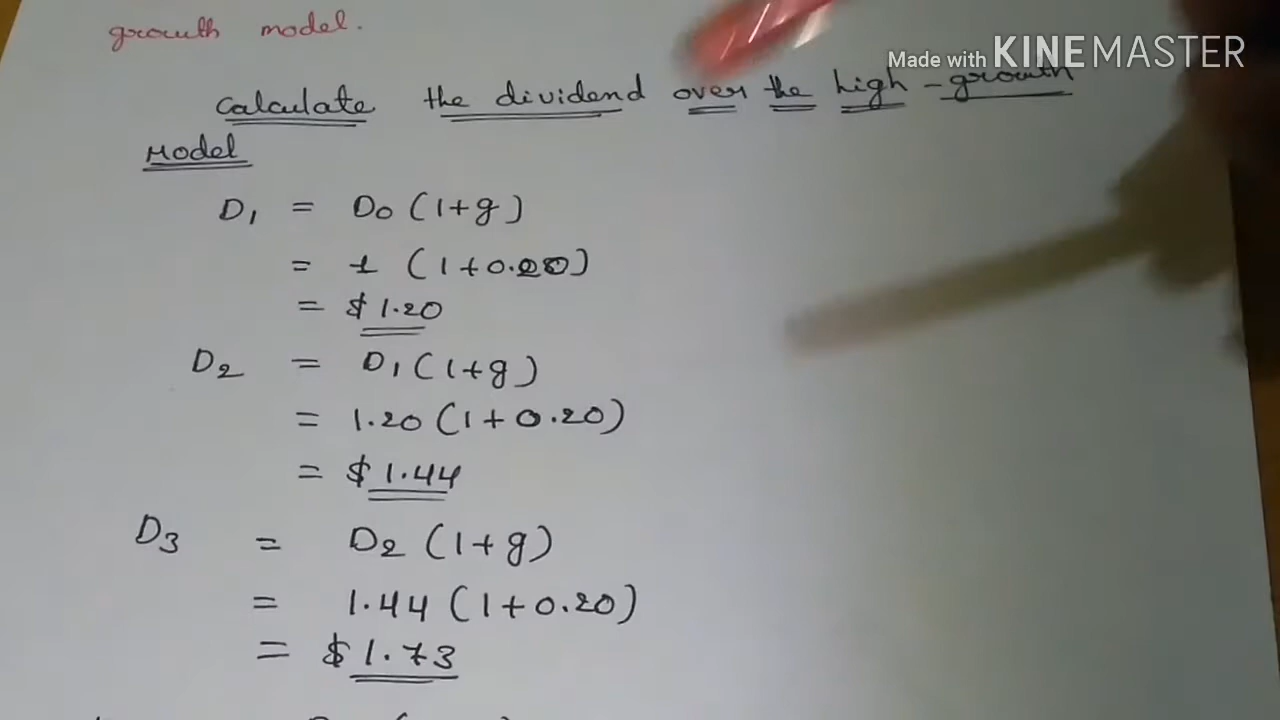 growth model.
Made with KINEMASTER
Calculate the dividend over the high-growth
Model
D₁ = D₀ (1+g)
= 1 (1+0.20)
= $ 1.20
D₂ = D₁ (1+g)
= 1.20 (1+0.20)
= $ 1.44
D₃ = D₂ (1+g)
= 1.44 (1+0.20)
= $ 1.73